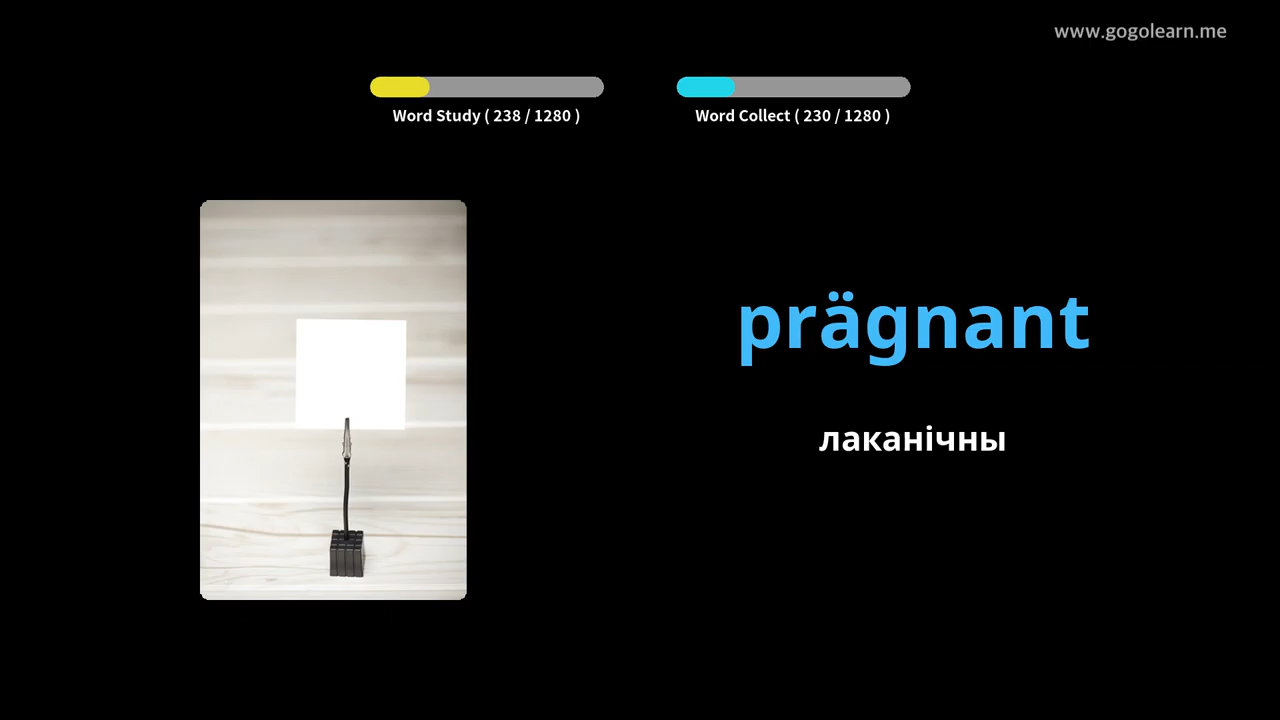 www.gogolearn.me
Word Study ( 238 / 1280 )
Word Collect ( 230 / 1280 )
prägnant
лаканічны